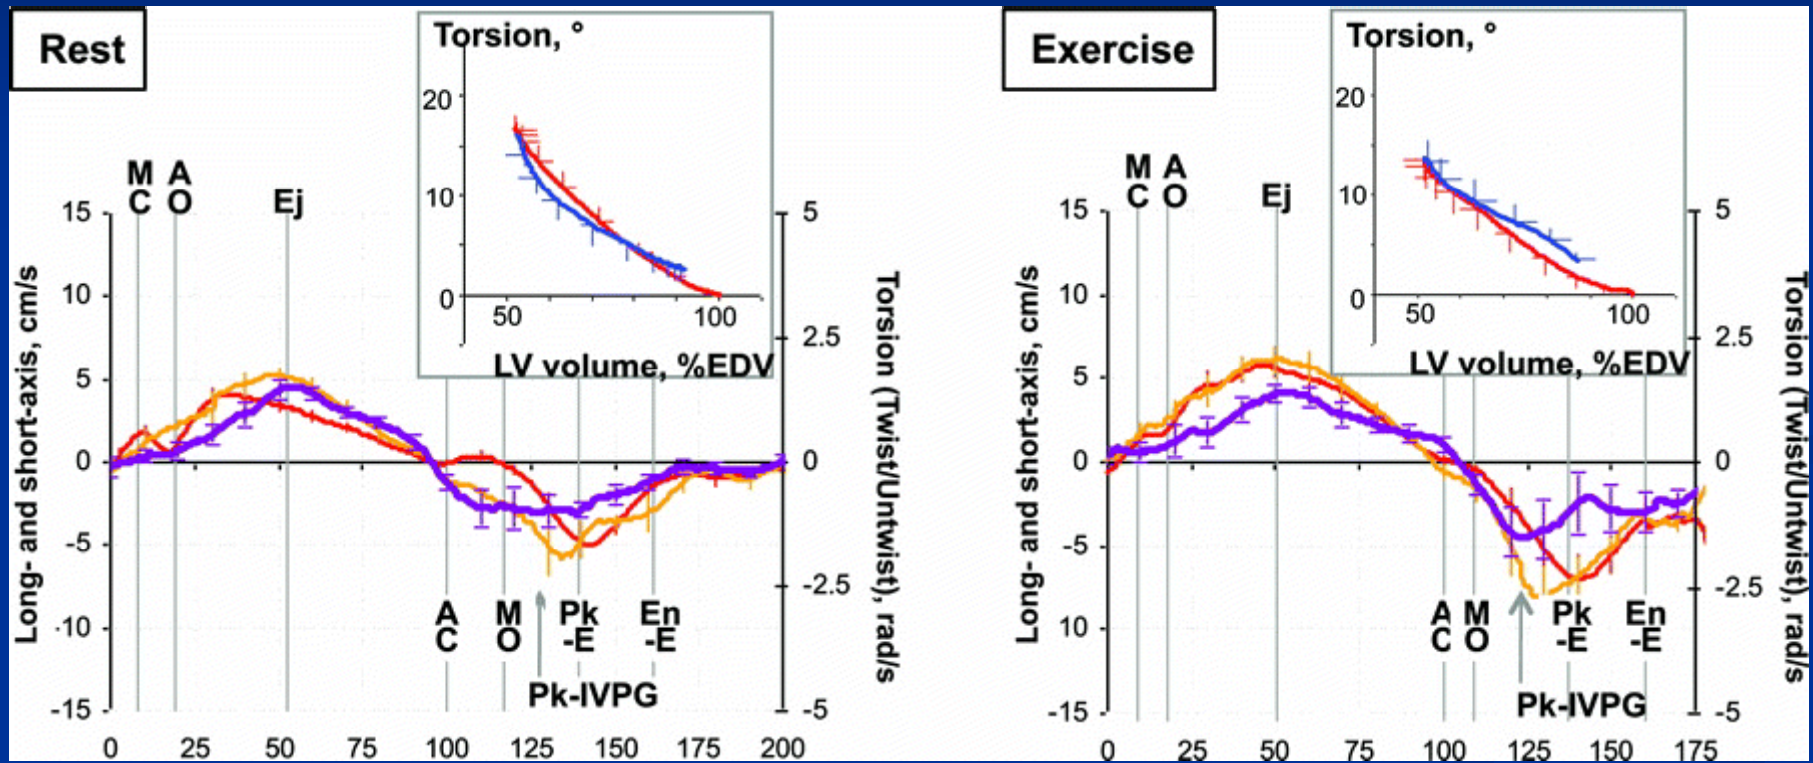 Rest
Torsion, °
20
10
0
50
100
LV volume, %EDV
M
C
A
O
Ej
15
10
5
0
-5
-10
-15
Long- and short-axis, cm/s
5
2.5
0
-2.5
-5
Torsion (Twist/Untwist), rad/s
A
C
M
O
Pk
-E
En
-E
Pk-IVPG
0 25 50 75 100 125 150 175 200
Exercise
Torsion, °
20
10
0
50
100
LV volume, %EDV
M
C
A
O
Ej
15
10
5
0
-5
-10
-15
Long- and short-axis, cm/s
5
2.5
0
-2.5
-5
Torsion (Twist/Untwist), rad/s
A
C
M
O
Pk
-E
En
-E
Pk-IVPG
0 25 50 75 100 125 150 175